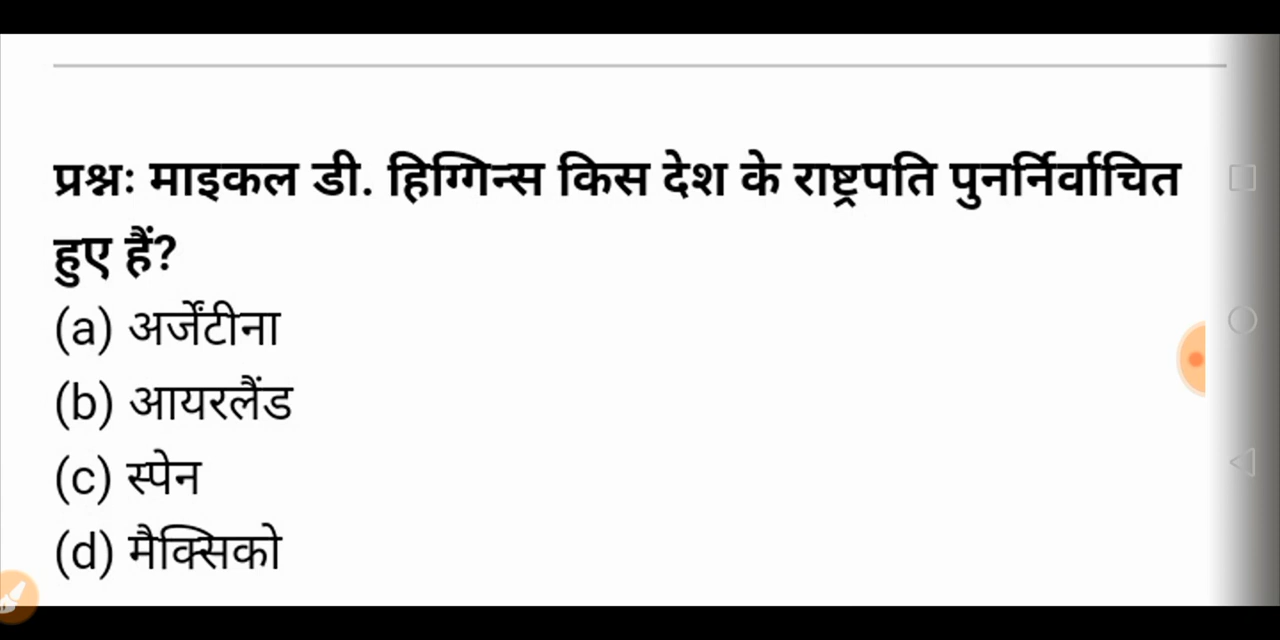 प्रश्नः माइकल डी. हिग्गिन्स किस देश के राष्ट्रपति पुनर्निर्वाचित
हुए हैं?
(a) अर्जेंटीना
(b) आयरलैंड
(c) स्पेन
(d) मैक्सिको